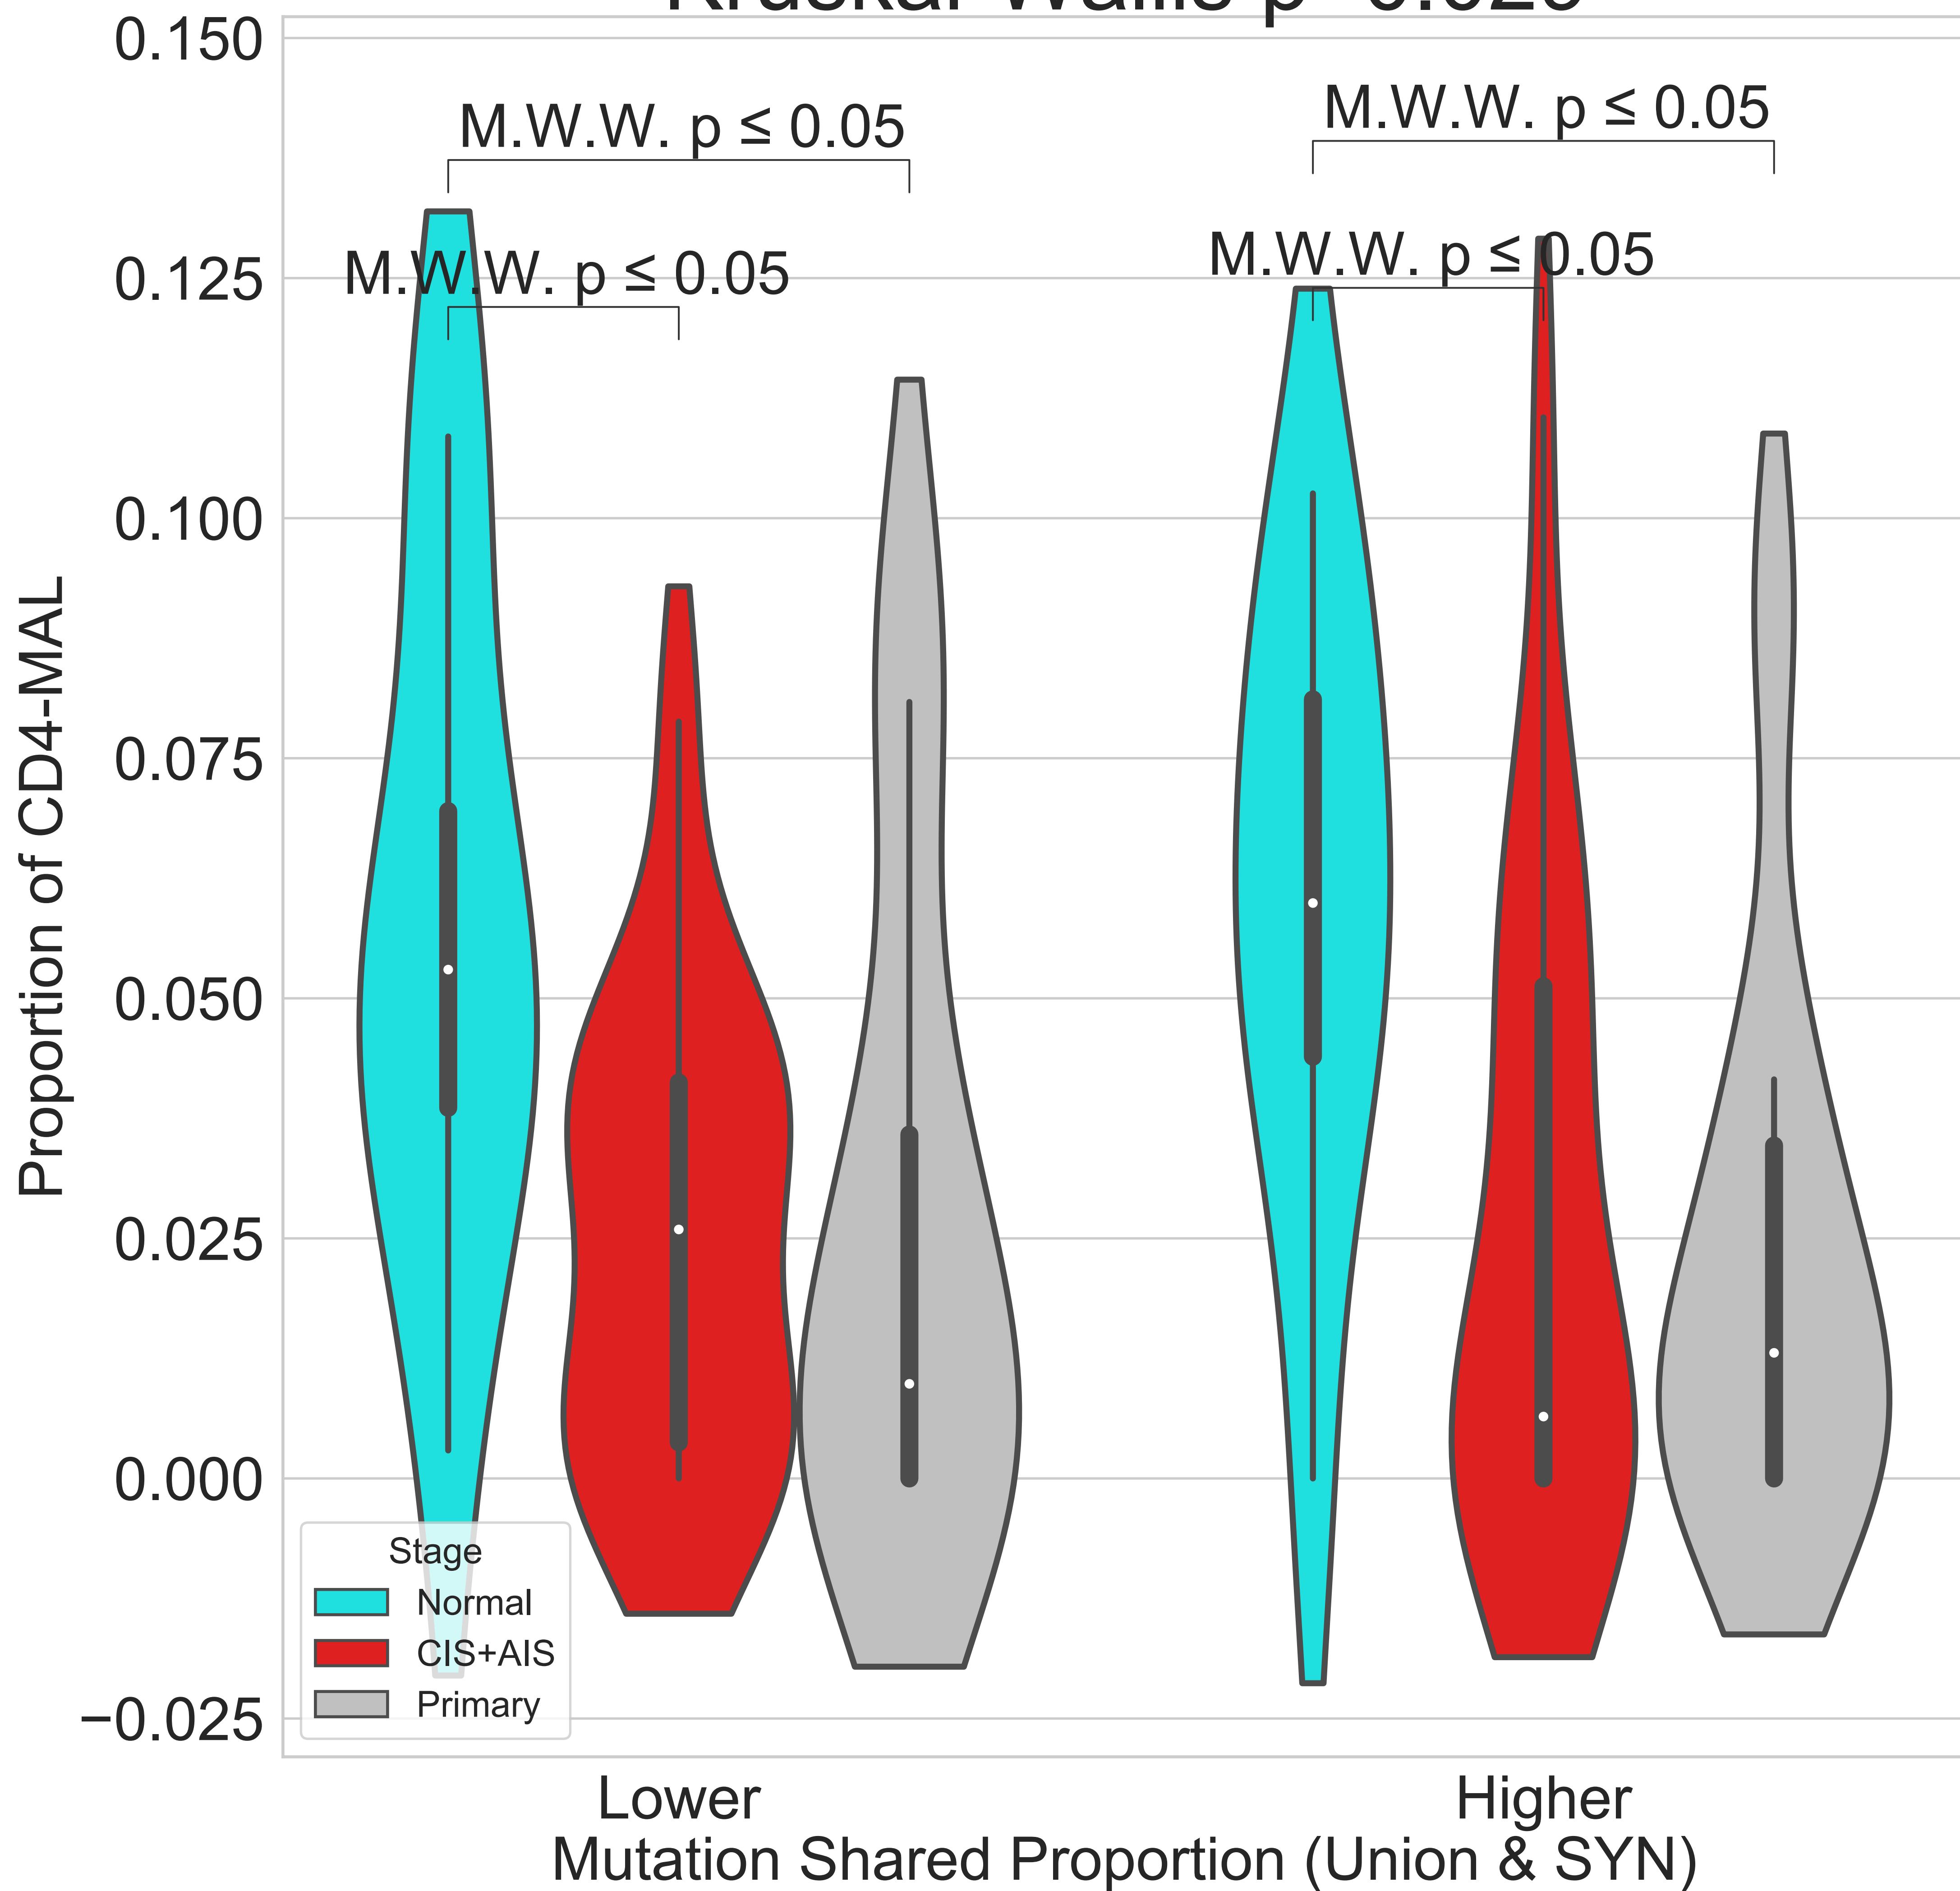 0.150
M.W.W. p ≤ 0.05
M.W.W. p ≤ 0.05
M.W.W. p ≤ 0.05
M.W.W. p ≤ 0.05
0.125
0.100
0.075
0.050
0.025
0.000
−0.025
Proportion of CD4-MAL
Stage
Normal
CIS+AIS
Primary
Lower
Higher
Mutation Shared Proportion (Union & SYN)